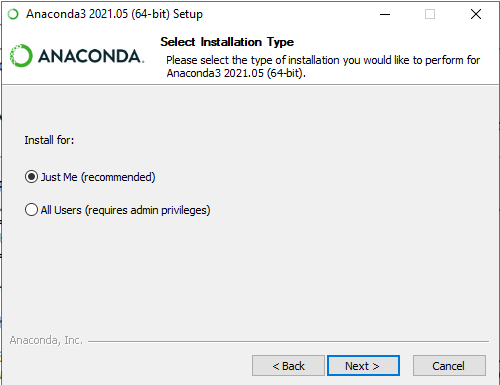 Anaconda3 2021.05 (64-bit) Setup
ANACONDA.
Select Installation Type
Please select the type of installation you would like to perform for
Anaconda3 2021.05 (64-bit).
Install for:
Just Me (recommended)
All Users (requires admin privileges)
Anaconda, Inc.
< Back
Next >
Cancel